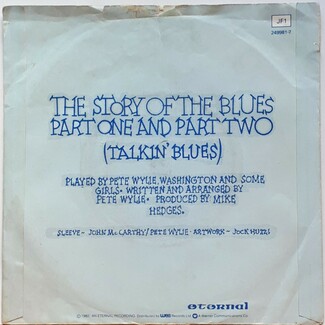 JF1
249981-7
THE STORY OF THE BLUES
PART ONE AND PART TWO
(TALKIN' BLUES)
PLAYED BY PETE WYLIE, WASHINGTON AND SOME
GIRLS. WRITTEN AND ARRANGED BY
PETE WYLIE. PRODUCED BY MIKE
HEDGES.
SLEEVE - JOHN McCARTHY/PETE WYLIE. ARTWORK - JOCK
eternal